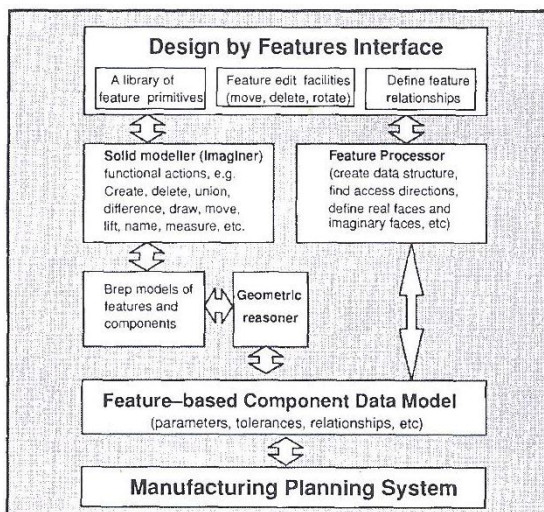 Design by Features Interface
A library of
feature primitives
Feature edit facilities
(move, delete, rotate)
Define feature
relationships
Solid modeller (Imaginer)
functional actions, e.g.
Create, delete, union,
difference, draw, move,
lift, name, measure, etc.
Feature Processor
(create data structure,
find access directions,
define real faces and
imaginary faces, etc)
Brep models of
features and
components
Geometric
reasoner
Feature–based Component Data Model
(parameters, tolerances, relationships, etc)
Manufacturing Planning System